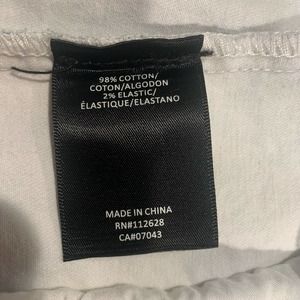 98% COTTON/
COTON/ALGODON
2% ELASTIC/
ÉLASTIQUE/ELASTANO
MADE IN CHINA
RN#112628
CA#07043